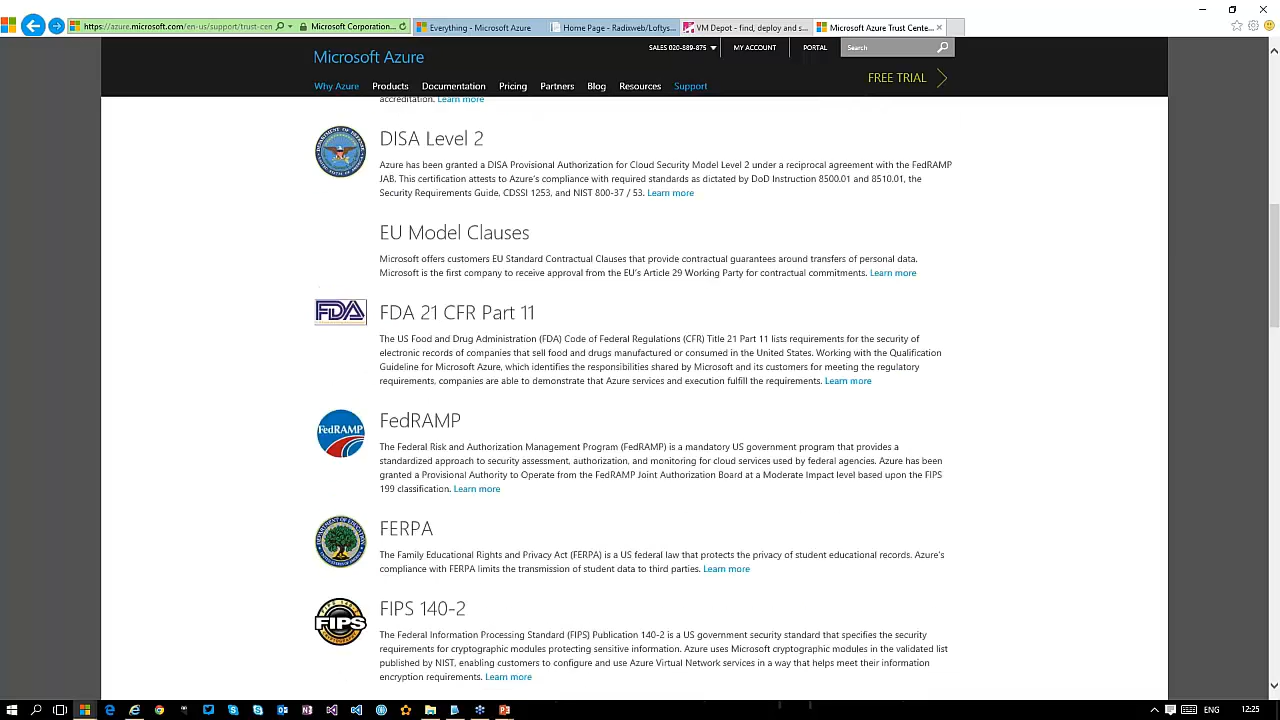 https://azure.microsoft.com/en-us/support/trust-cen
Microsoft Corporation...
Everything - Microsoft Azure
Home Page - Radixweb/Loftys...
VM Depot - find, deploy and s...
Microsoft Azure Trust Cente...
SALES 020-889-875
MY ACCOUNT
PORTAL
Search
Microsoft Azure
FREE TRIAL
Why Azure Products Documentation Pricing Partners Blog Resources Support
accreditation. Learn more
DISA Level 2
Azure has been granted a DISA Provisional Authorization for Cloud Security Model Level 2 under a reciprocal agreement with the FedRAMP
JAB. This certification attests to Azure's compliance with required standards as dictated by DoD Instruction 8500.01 and 8510.01, the
Security Requirements Guide, CDSSI 1253, and NIST 800-37 / 53. Learn more
EU Model Clauses
Microsoft offers customers EU Standard Contractual Clauses that provide contractual guarantees around transfers of personal data.
Microsoft is the first company to receive approval from the EU's Article 29 Working Party for contractual commitments. Learn more
FDA
FDA 21 CFR Part 11
The US Food and Drug Administration (FDA) Code of Federal Regulations (CFR) Title 21 Part 11 lists requirements for the security of
electronic records of companies that sell food and drugs manufactured or consumed in the United States. Working with the Qualification
Guideline for Microsoft Azure, which identifies the responsibilities shared by Microsoft and its customers for meeting the regulatory
requirements, companies are able to demonstrate that Azure services and execution fulfill the requirements. Learn more
FedRAMP
FedRAMP
The Federal Risk and Authorization Management Program (FedRAMP) is a mandatory US government program that provides a
standardized approach to security assessment, authorization, and monitoring for cloud services used by federal agencies. Azure has been
granted a Provisional Authority to Operate from the FedRAMP Joint Authorization Board at a Moderate Impact level based upon the FIPS
199 classification. Learn more
FERPA
The Family Educational Rights and Privacy Act (FERPA) is a US federal law that protects the privacy of student educational records. Azure's
compliance with FERPA limits the transmission of student data to third parties. Learn more
FIPS
FIPS 140-2
The Federal Information Processing Standard (FIPS) Publication 140-2 is a US government security standard that specifies the security
requirements for cryptographic modules protecting sensitive information. Azure uses Microsoft cryptographic modules in the validated list
published by NIST, enabling customers to configure and use Azure Virtual Network services in a way that helps meet their information
encryption requirements. Learn more
ENG
12:25